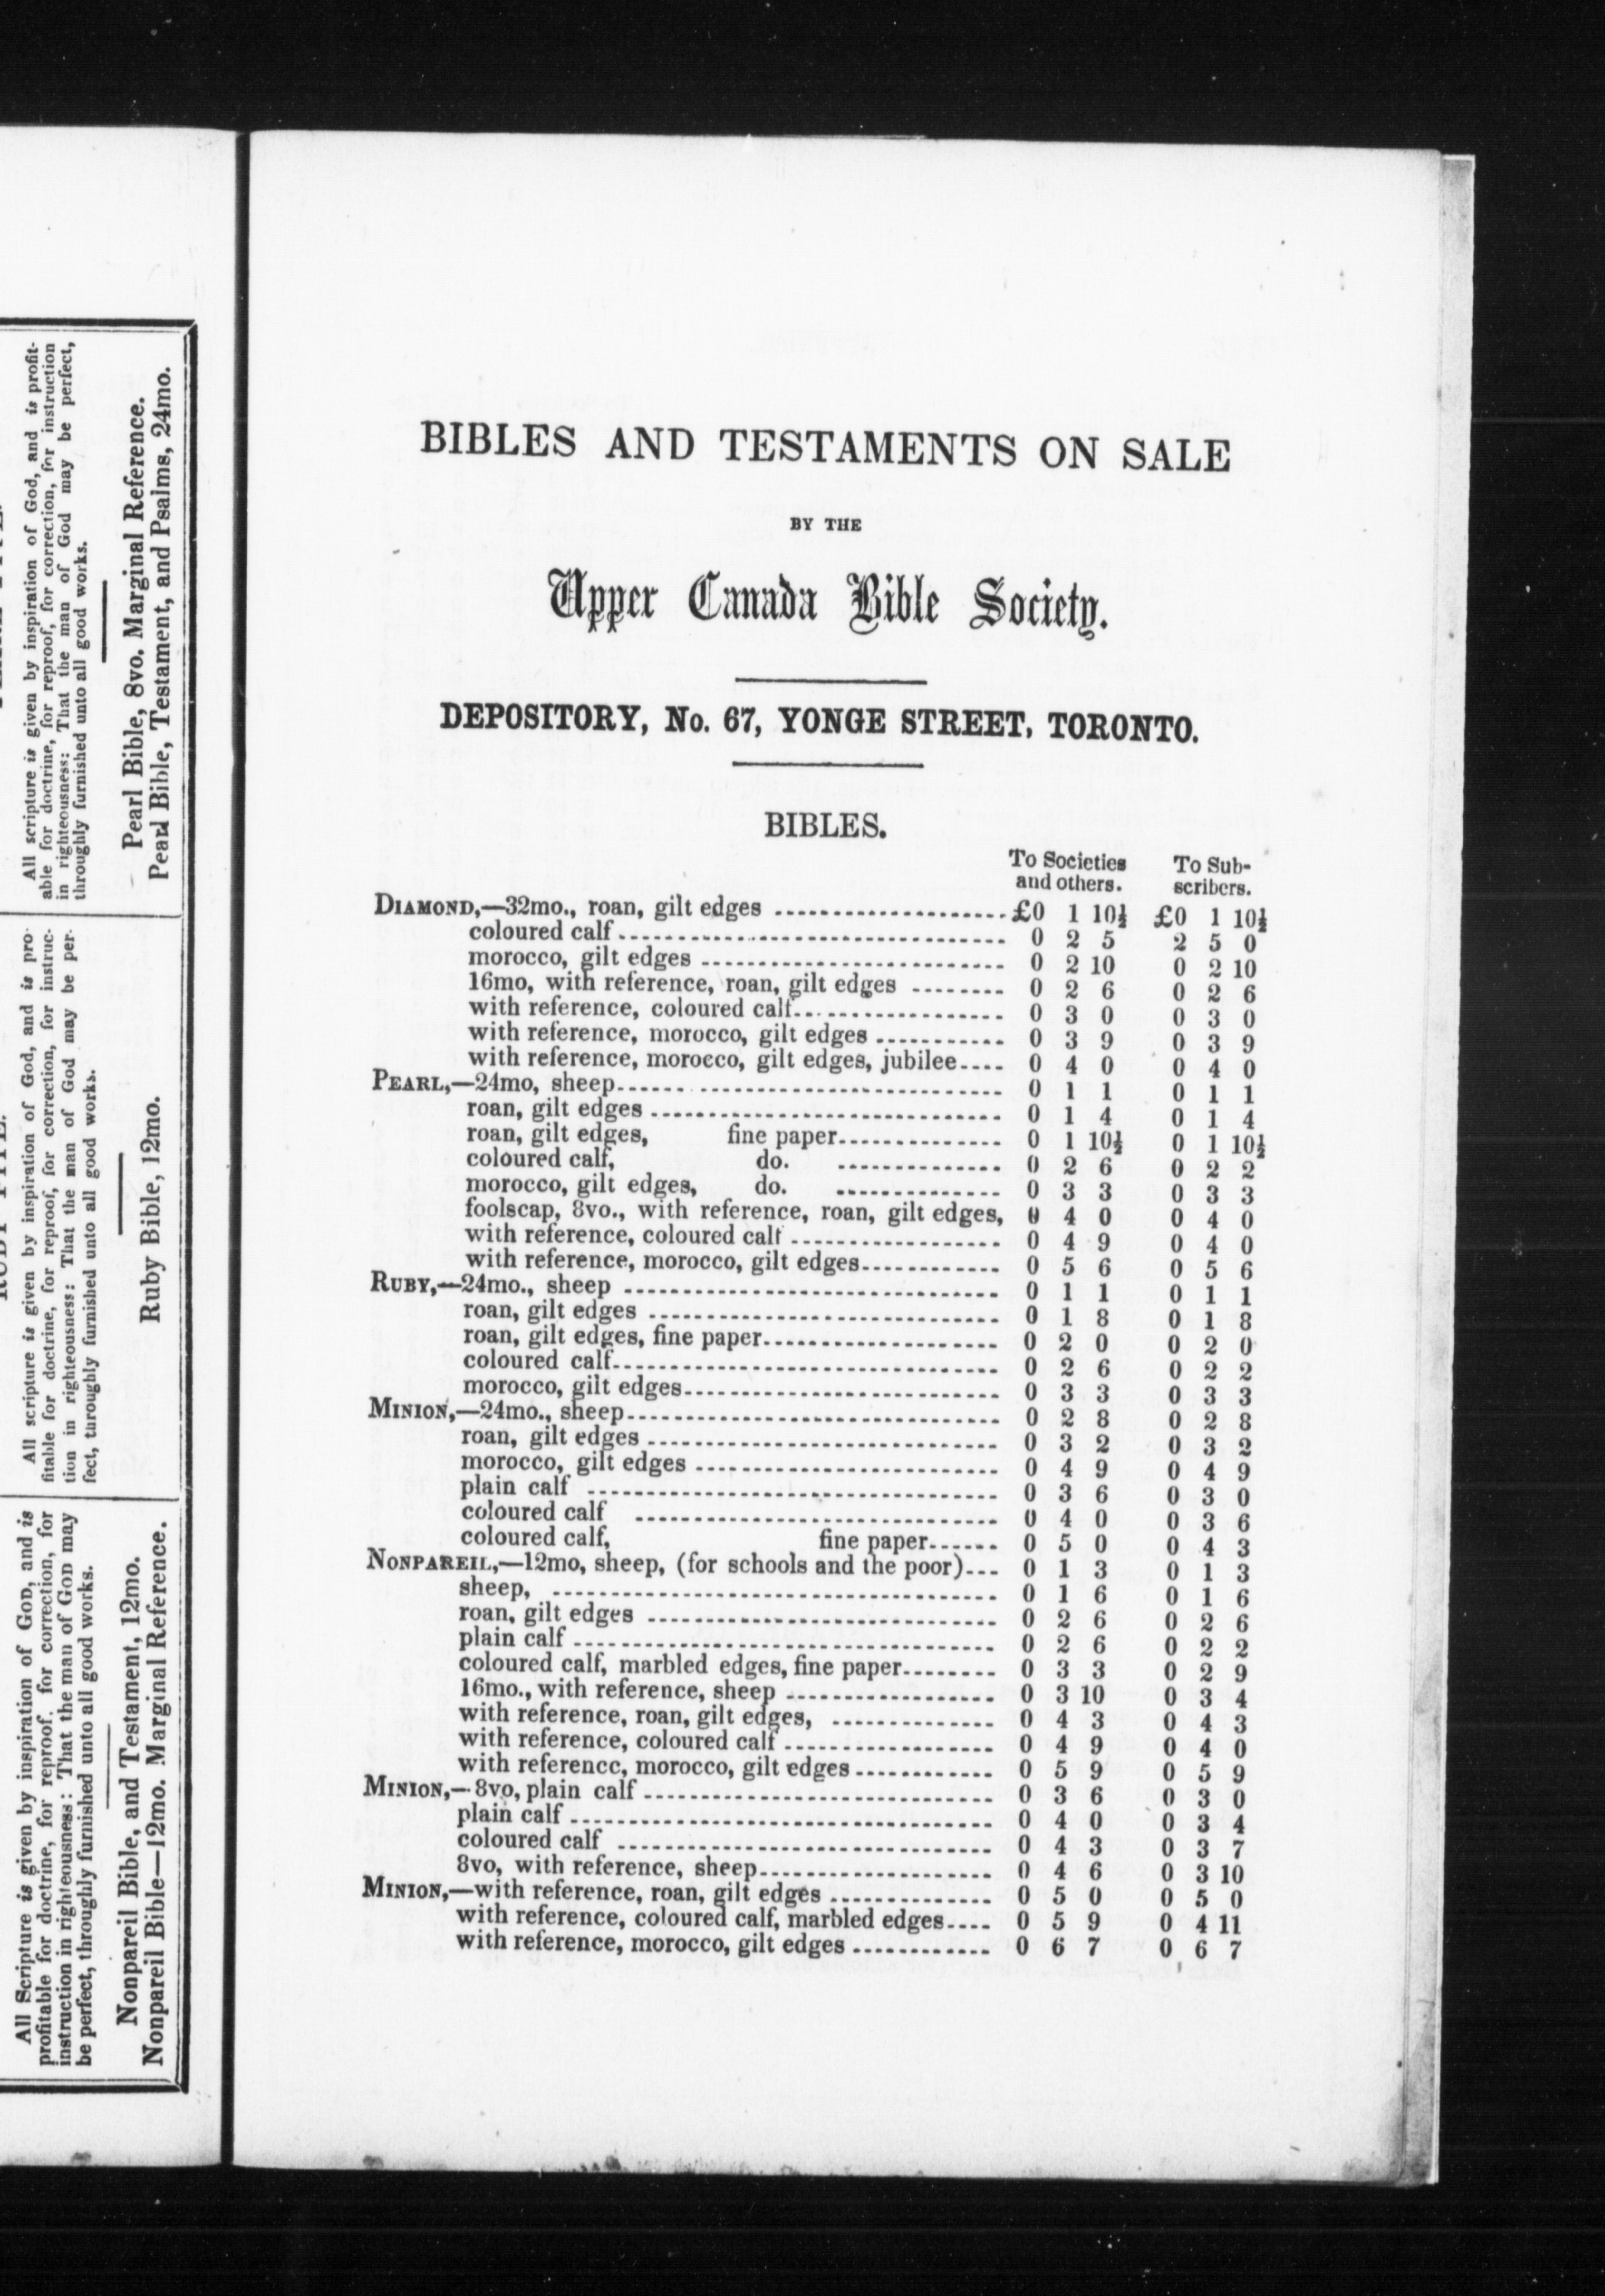 All scripture is given by inspiration of God, and is profit-
able for doctrine, for reproof, for correction, for instruction
in righteousness: That the man of God may be perfect,
throughly furnished unto all good works.
Pearl Bible, 8vo. Marginal Reference.
Pearl Bible, Testament, and Psalms, 24mo.
All scripture is given by inspiration of God, and is pro-
fitable for doctrine, for reproof, for correction, for instruc-
tion in righteousness: That the man of God may be per-
fect, turoughly furnished unto all good works.
Ruby Bible, 12mo.
All Scripture is given by inspiration of GOD, and is
profitable for doctrine, for reproof. for correction, for
instruction in righteousness: That the man of GOD may
be perfect, throughly furnished unto all good works.
Nonpareil Bible, and Testament, 12mo.
Nonpareil Bible—12mo. Marginal Reference.
BIBLES AND TESTAMENTS ON SALE
BY THE
Upper Canada Bible Society.
DEPOSITORY, No. 67, YONGE STREET, TORONTO.
BIBLES.
To Societies and others. To Sub-scribers.
DIAMOND,—32mo., roan, gilt edges £0 1 10½ £0 1 10½
coloured calf 0 2 5 2 5 0
morocco, gilt edges 0 2 10 0 2 10
16mo, with reference, roan, gilt edges 0 2 6 0 2 6
with reference, coloured calf 0 3 0 0 3 0
with reference, morocco, gilt edges 0 3 9 0 3 9
with reference, morocco, gilt edges, jubilee 0 4 0 0 4 0
PEARL,—24mo, sheep 0 1 1 0 1 1
roan, gilt edges 0 1 4 0 1 4
roan, gilt edges, fine paper 0 1 10½ 0 1 10½
coloured calf, do. 0 2 6 0 2 2
morocco, gilt edges, do. 0 3 3 0 3 3
foolscap, 8vo., with reference, roan, gilt edges, 0 4 0 0 4 0
with reference, coloured calf 0 4 9 0 4 0
with reference, morocco, gilt edges 0 5 6 0 5 6
RUBY,—24mo., sheep 0 1 1 0 1 1
roan, gilt edges 0 1 8 0 1 8
roan, gilt edges, fine paper 0 2 0 0 2 0
coloured calf 0 2 6 0 2 2
morocco, gilt edges 0 3 3 0 3 3
MINION,—24mo., sheep 0 2 8 0 2 8
roan, gilt edges 0 3 2 0 3 2
morocco, gilt edges 0 4 9 0 4 9
plain calf 0 3 6 0 3 0
coloured calf 0 4 0 0 3 6
coloured calf, fine paper 0 5 0 0 4 3
NONPAREIL,—12mo, sheep, (for schools and the poor) 0 1 3 0 1 3
sheep, 0 1 6 0 1 6
roan, gilt edges 0 2 6 0 2 6
plain calf 0 2 6 0 2 2
coloured calf, marbled edges, fine paper 0 3 3 0 2 9
16mo., with reference, sheep 0 3 10 0 3 4
with reference, roan, gilt edges, 0 4 3 0 4 3
with reference, coloured calf 0 4 9 0 4 0
with reference, morocco, gilt edges 0 5 9 0 5 9
MINION,—8vo, plain calf 0 3 6 0 3 0
plain calf 0 4 0 0 3 4
coloured calf 0 4 3 0 3 7
8vo, with reference, sheep 0 4 6 0 3 10
MINION,—with reference, roan, gilt edges 0 5 0 0 5 0
with reference, coloured calf, marbled edges 0 5 9 0 4 11
with reference, morocco, gilt edges 0 6 7 0 6 7